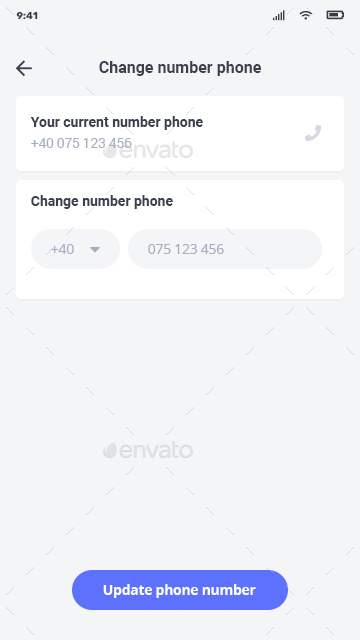 9:41
Change number phone
Your current number phone
+40 075 123 456
envato
Change number phone
+40
075 123 456
envato
Update phone number